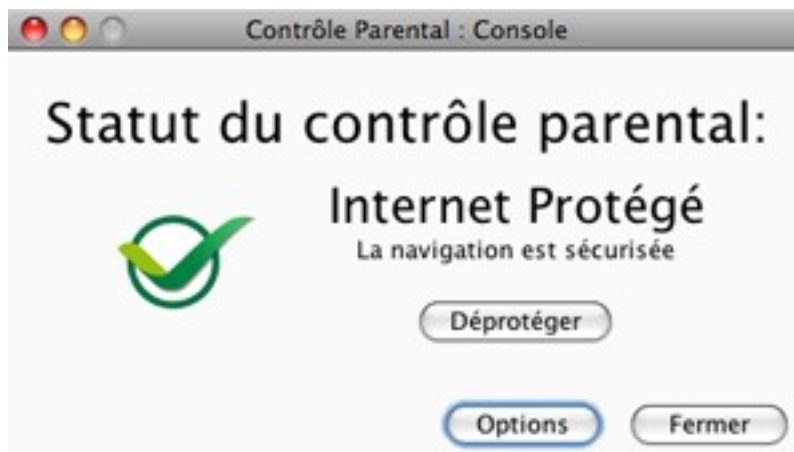 Contrôle Parental : Console
Statut du contrôle parental:
Internet Protégé
La navigation est sécurisée
Déprotéger
Options
Fermer